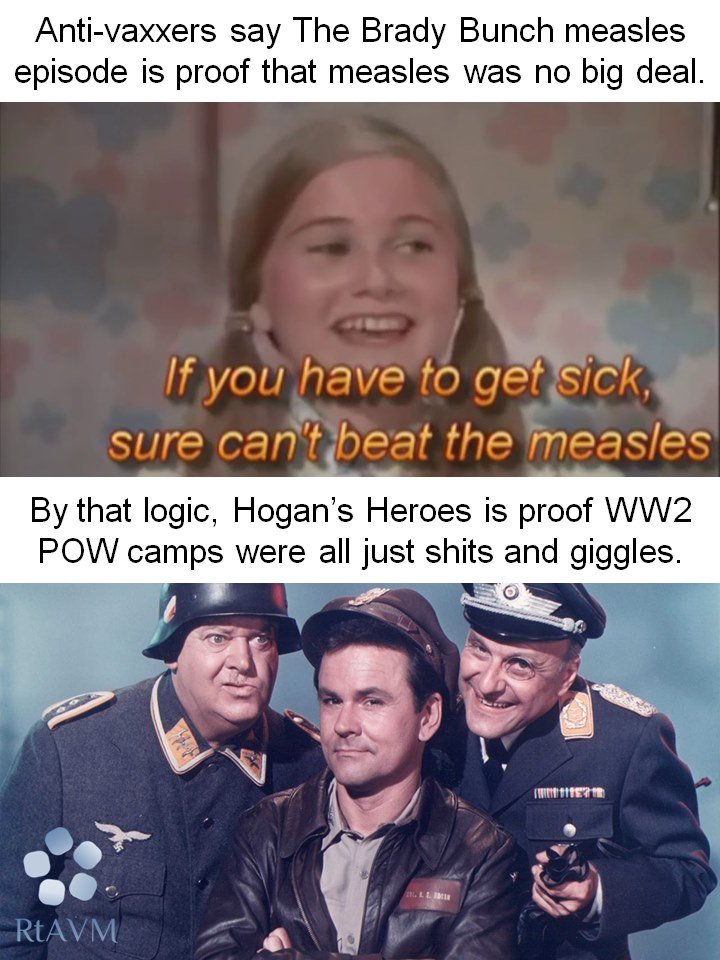 Anti-vaxxers say The Brady Bunch measles
episode is proof that measles was no big deal.
If you have to get sick,
sure can't beat the measles
By that logic, Hogan’s Heroes is proof WW2
POW camps were all just shits and giggles.
RtAVM